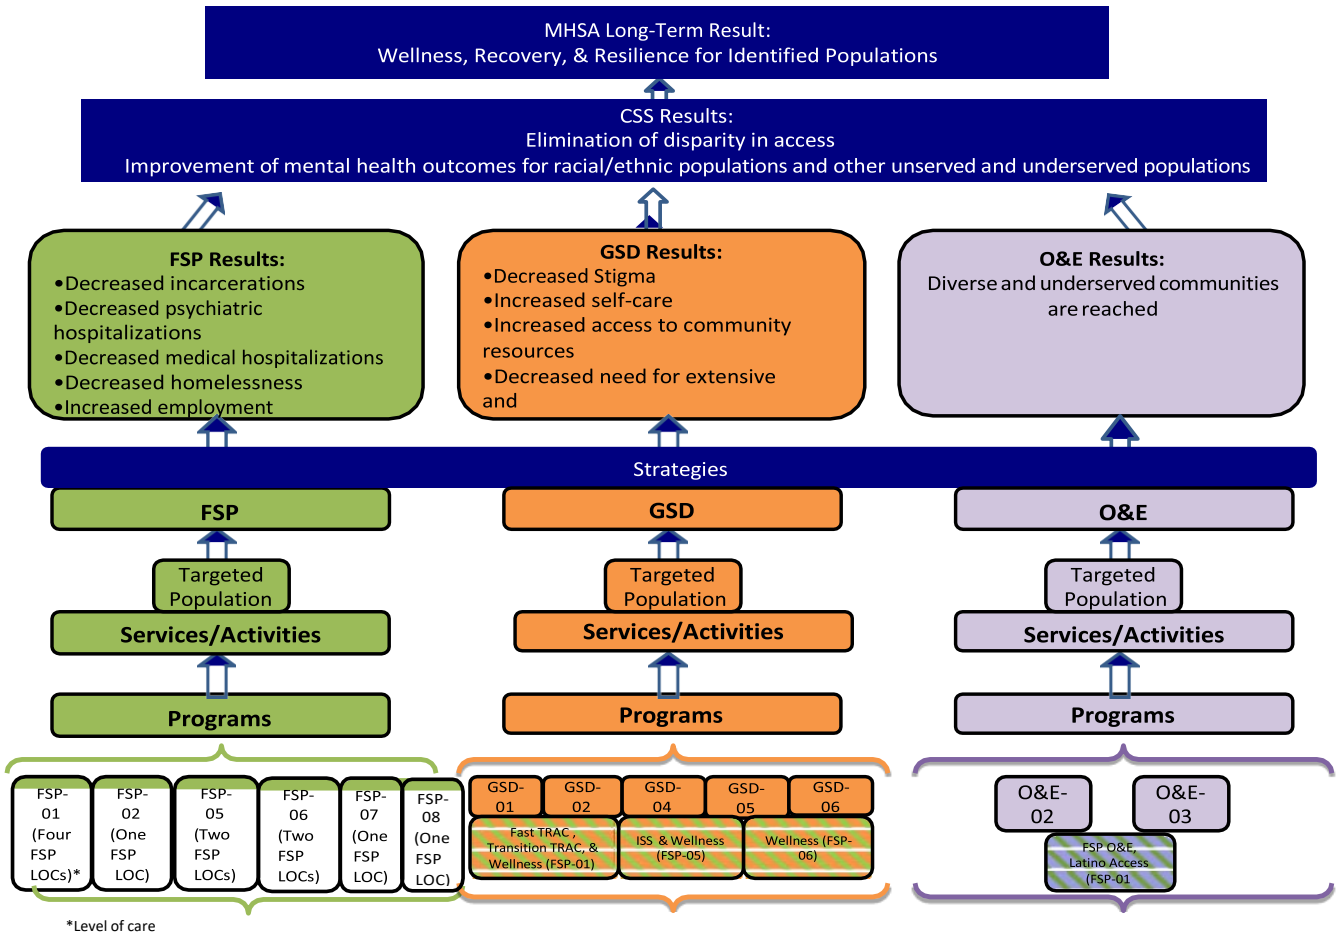 MHSA Long-Term Result:
Wellness, Recovery, & Resilience for Identified Populations
CSS Results:
Elimination of disparity in access
Improvement of mental health outcomes for racial/ethnic populations and other unserved and underserved populations
FSP Results:
•Decreased incarcerations
•Decreased psychiatric
hospitalizations
•Decreased medical hospitalizations
•Decreased homelessness
•Increased employment
GSD Results:
•Decreased Stigma
•Increased self-care
•Increased access to community
resources
•Decreased need for extensive
and
O&E Results:
Diverse and underserved communities
are reached
Strategies
FSP
GSD
O&E
Targeted
Population
Targeted
Population
Targeted
Population
Services/Activities
Services/Activities
Services/Activities
Programs
Programs
Programs
FSP-
01
(Four
FSP
LOCs)*
FSP-
02
(One
FSP
LOC)
FSP-
05
(Two
FSP
LOCs)
FSP-
06
(Two
FSP
LOCs)
FSP-
07
(One
FSP
LOC)
FSP-
08
(One
FSP
LOC)
GSD-
01
GSD-
02
GSD-
04
GSD-
05
GSD-
06
Fast TRAC ,
Transition TRAC, &
Wellness (FSP-01)
ISS & Wellness
(FSP-05)
Wellness (FSP-
06)
O&E-
02
O&E-
03
FSP O&E,
Latino Access
(FSP-01
*Level of care